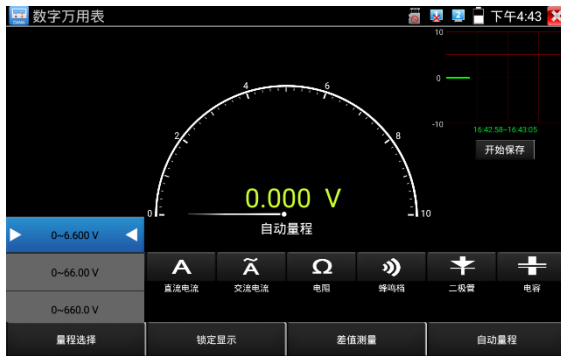 数字万用表
下午4:43
10
0
-10
16:42:58~16:43:05
开始保存
0
2
4
6
8
10
0.000 V
自动量程
0~6.600 V
0~66.00 V
0~660.0 V
A
直流电流
Ã
交流电流
Ω
电阻
蜂鸣档
二极管
电容
量程选择
锁定显示
差值测量
自动量程